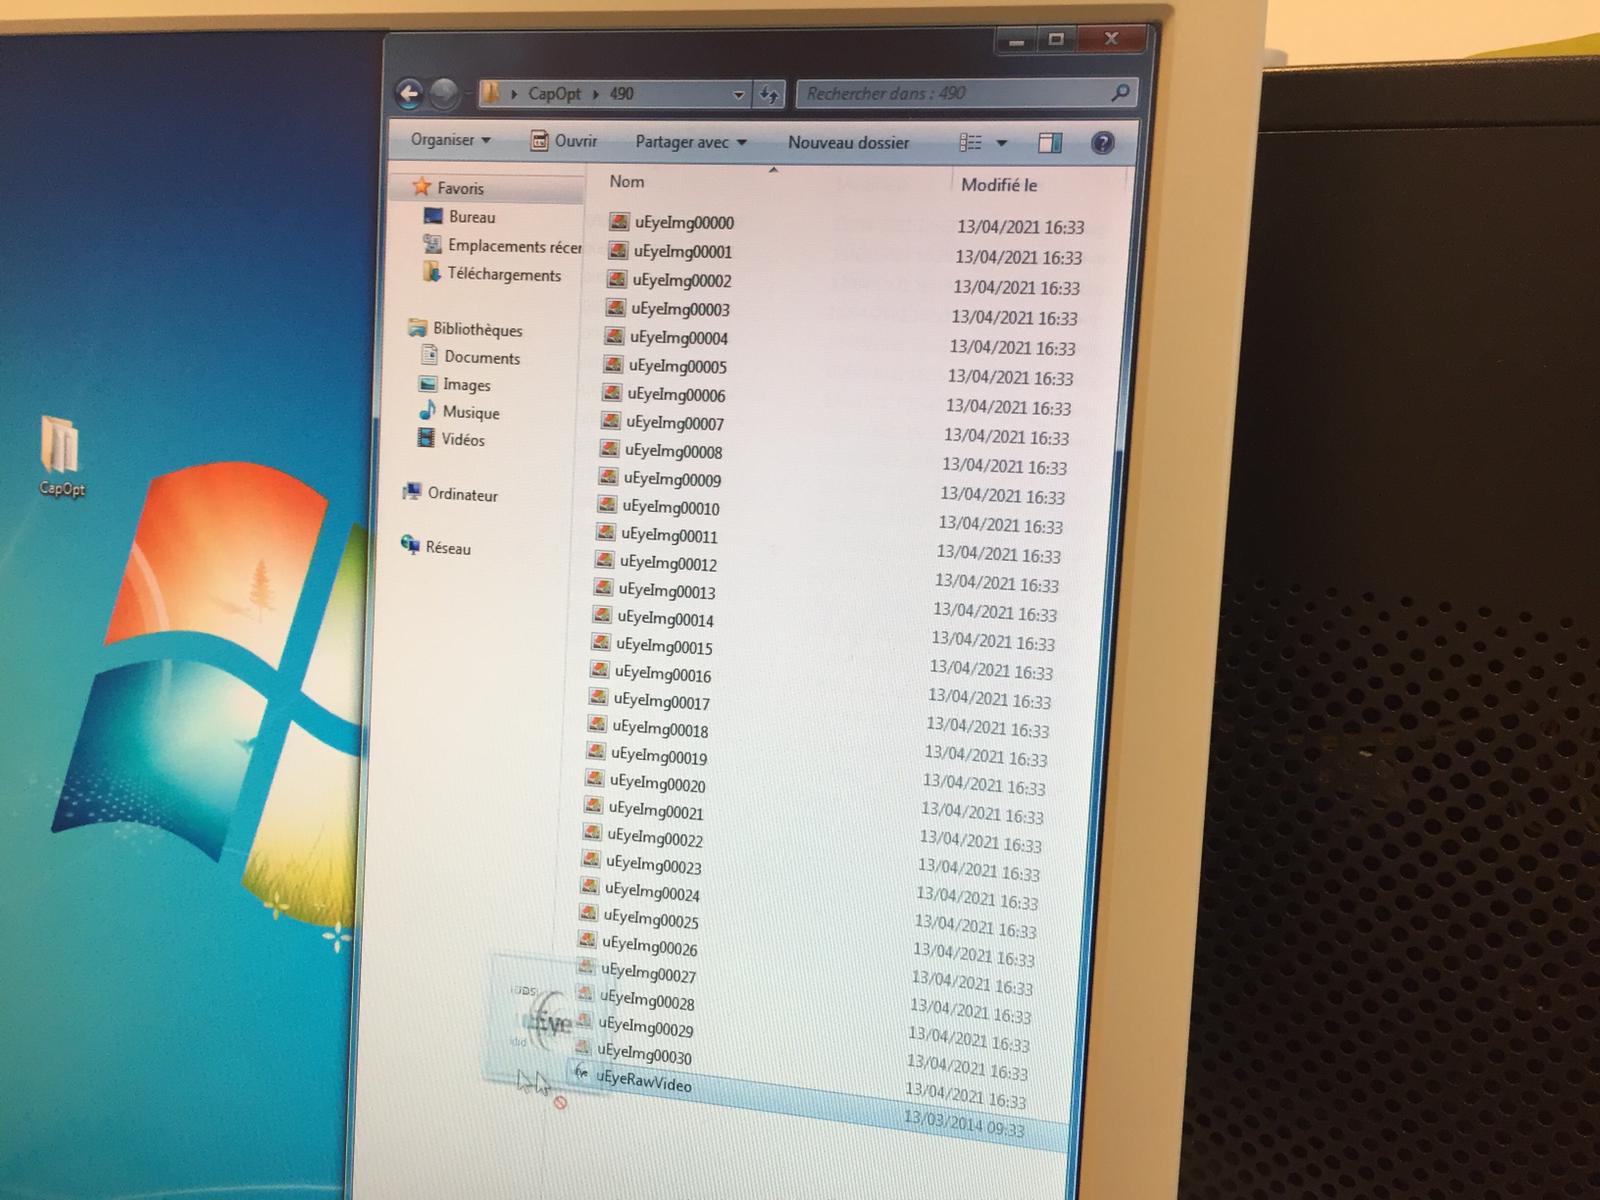 CapOpt 490
Rechercher dans : 490
Organiser Ouvrir Partager avec Nouveau dossier
Favoris
Bureau
Emplacements récen
Téléchargements
Bibliothèques
Documents
Images
Musique
Vidéos
Ordinateur
Réseau
CapOpt
Nom Modifié le
uEyeImg00000 13/04/2021 16:33
uEyeImg00001 13/04/2021 16:33
uEyeImg00002 13/04/2021 16:33
uEyeImg00003 13/04/2021 16:33
uEyeImg00004 13/04/2021 16:33
uEyeImg00005 13/04/2021 16:33
uEyeImg00006 13/04/2021 16:33
uEyeImg00007 13/04/2021 16:33
uEyeImg00008 13/04/2021 16:33
uEyeImg00009 13/04/2021 16:33
uEyeImg00010 13/04/2021 16:33
uEyeImg00011 13/04/2021 16:33
uEyeImg00012 13/04/2021 16:33
uEyeImg00013 13/04/2021 16:33
uEyeImg00014 13/04/2021 16:33
uEyeImg00015 13/04/2021 16:33
uEyeImg00016 13/04/2021 16:33
uEyeImg00017 13/04/2021 16:33
uEyeImg00018 13/04/2021 16:33
uEyeImg00019 13/04/2021 16:33
uEyeImg00020 13/04/2021 16:33
uEyeImg00021 13/04/2021 16:33
uEyeImg00022 13/04/2021 16:33
uEyeImg00023 13/04/2021 16:33
uEyeImg00024 13/04/2021 16:33
uEyeImg00025 13/04/2021 16:33
uEyeImg00026 13/04/2021 16:33
uEyeImg00027 13/04/2021 16:33
uEyeImg00028 13/04/2021 16:33
uEyeImg00029 13/04/2021 16:33
uEyeImg00030 13/04/2021 16:33
uEyeRawVideo 13/03/2014 09:33
uEye